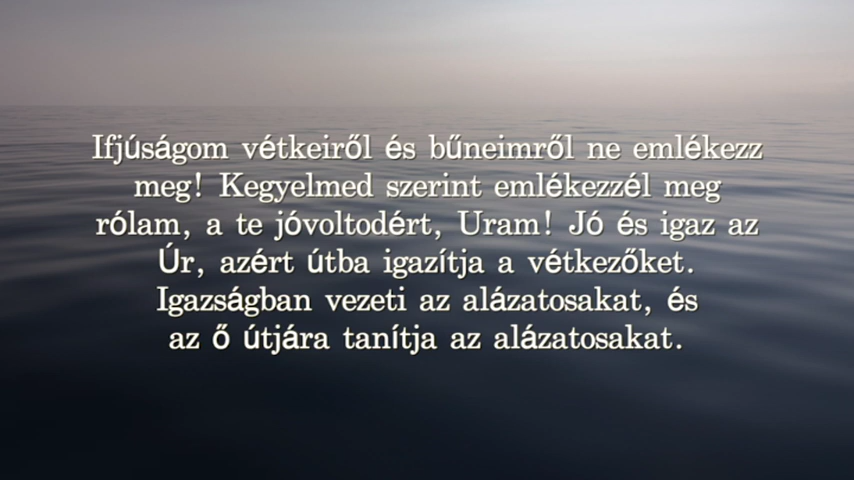 Ifjúságom vétkeiről és bűneimről ne emlékezz
meg! Kegyelmed szerint emlékezzél meg
rólam, a te jóvoltodért, Uram! Jó és igaz az
Úr, azért útba igazítja a vétkezőket.
Igazságban vezeti az alázatosakat, és
az ő útjára tanítja az alázatosakat.